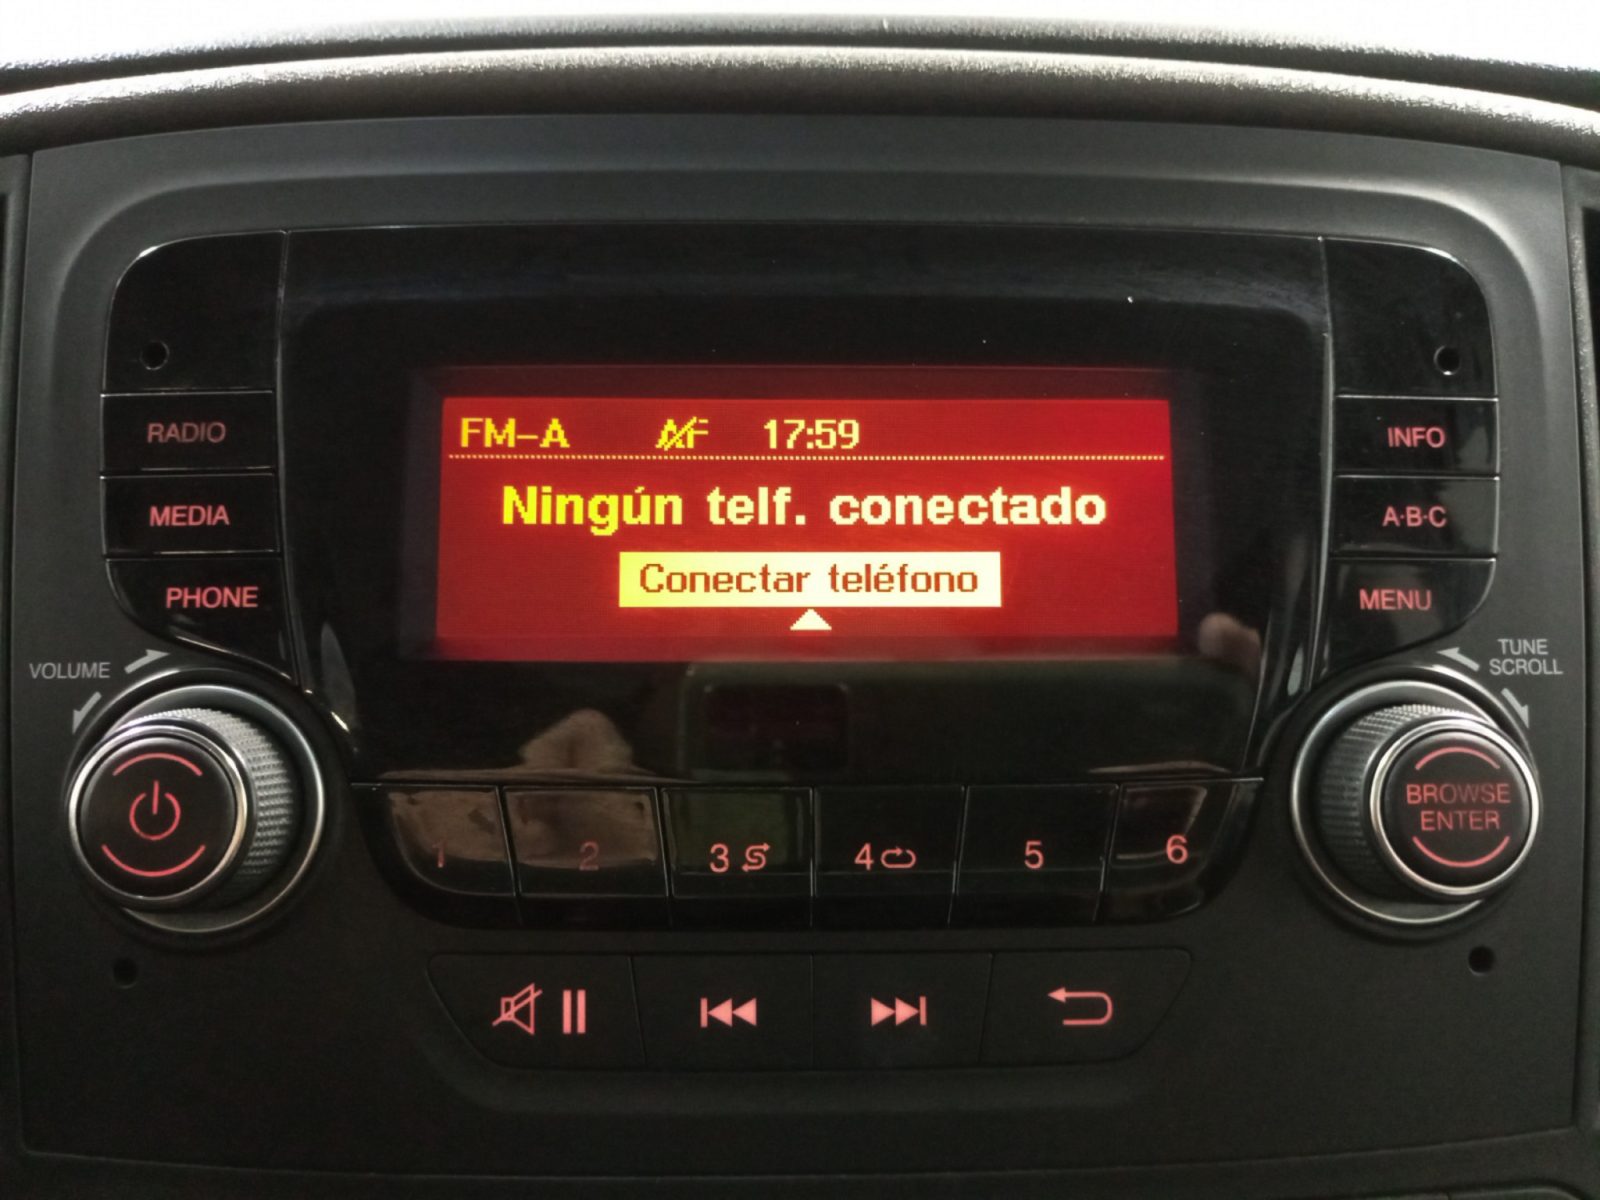 FM-A AF 17:59
Ningún telf. conectado
Conectar teléfono
RADIO
MEDIA
PHONE
VOLUME
INFO
A·B·C
MENU
TUNE
SCROLL
BROWSE
ENTER
1 2 3 4 5 6